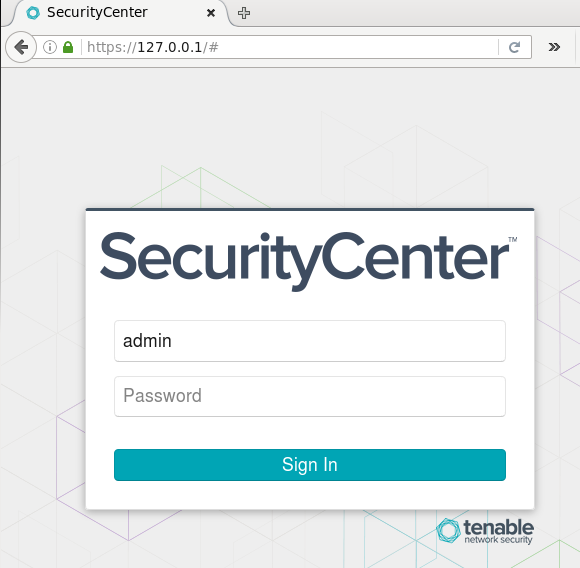 SecurityCenter
https://127.0.0.1/#
SecurityCenter™
admin
Password
Sign In
tenable
network security